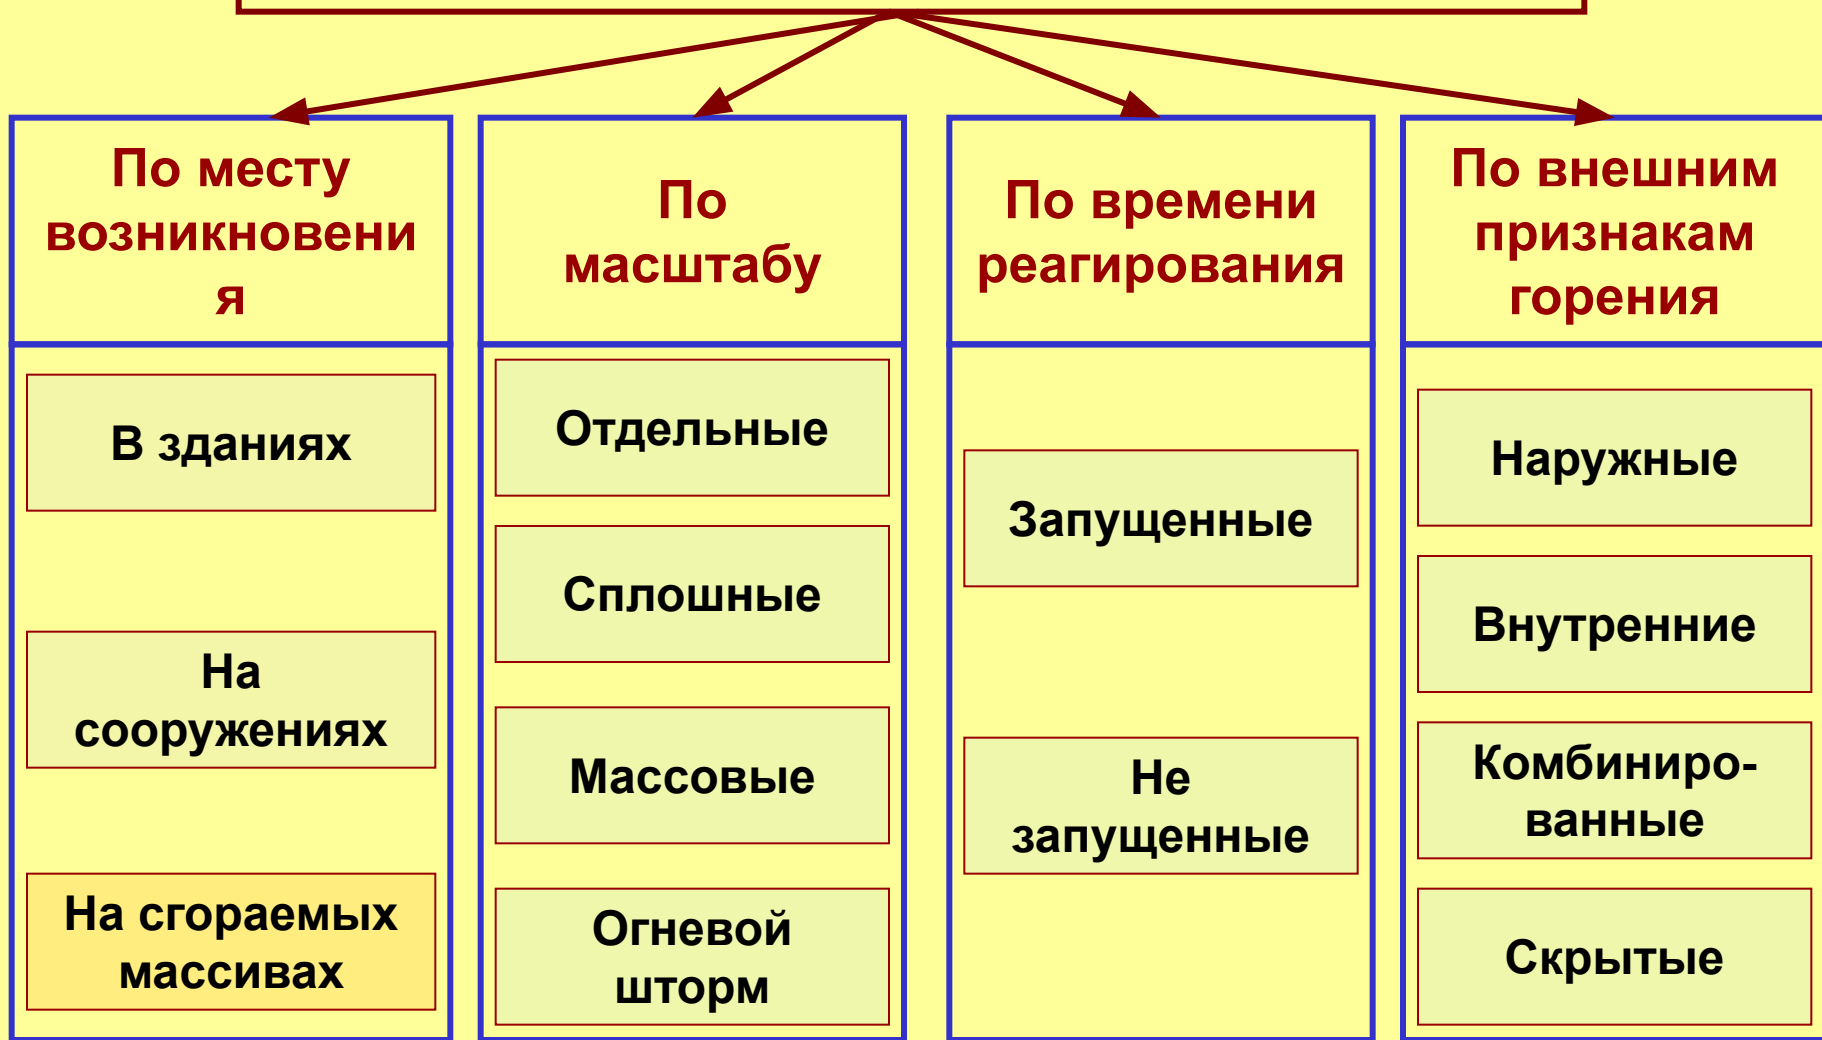 По месту
возникновени
я
В зданиях
На
сооружениях
На сгораемых
массивах
По
масштабу
Отдельные
Сплошные
Массовые
Огневой
шторм
По времени
реагирования
Запущенные
Не
запущенные
По внешним
признакам
горения
Наружные
Внутренние
Комбиниро-
ванные
Скрытые